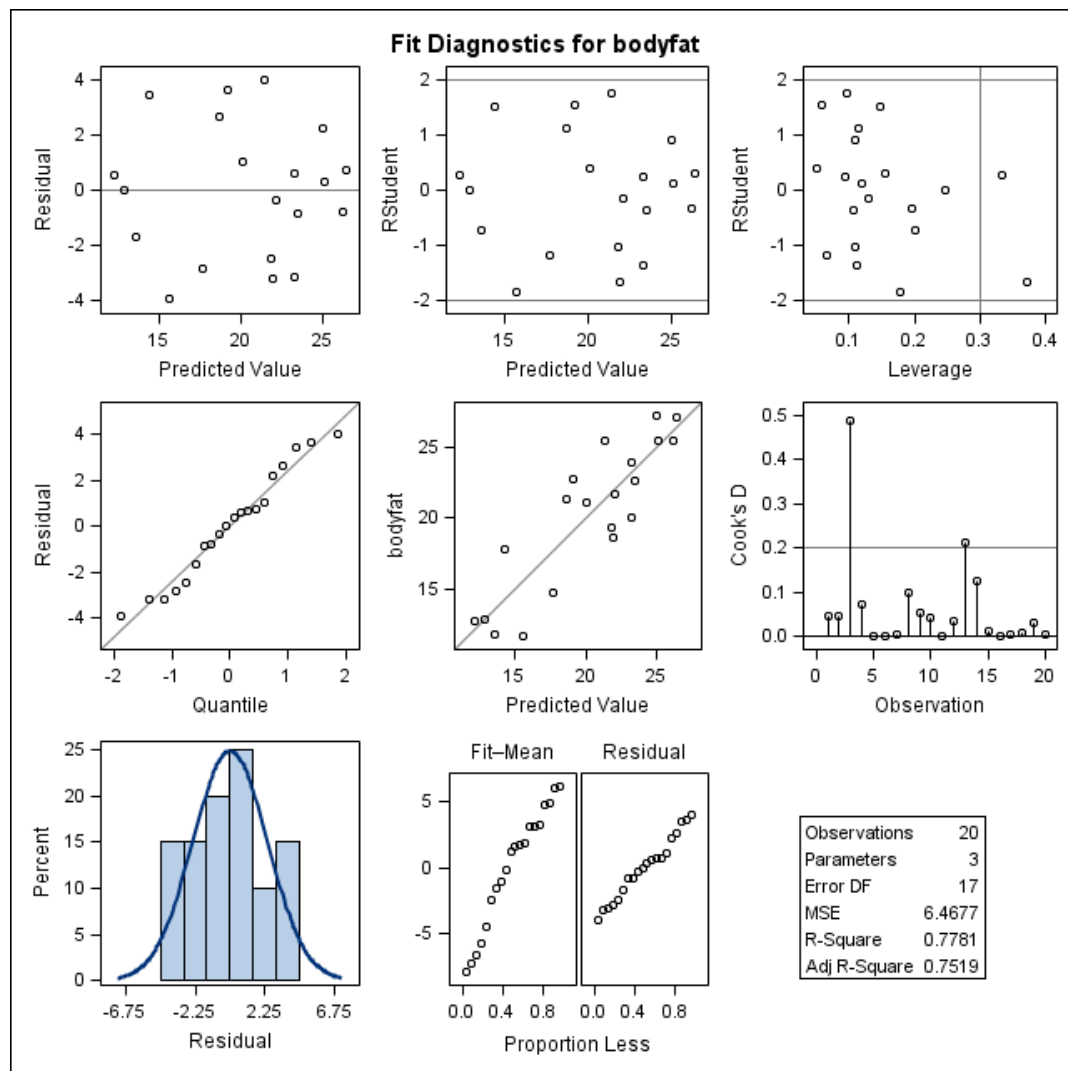 Fit Diagnostics for bodyfat
Residual
4
2
0
-2
-4
15 20 25
Predicted Value
RStudent
2
1
0
-1
-2
15 20 25
Predicted Value
RStudent
2
1
0
-1
-2
0.1 0.2 0.3 0.4
Leverage
Residual
4
2
0
-2
-4
-2 -1 0 1 2
Quantile
bodyfat
25
20
15
15 20 25
Predicted Value
Cook's D
0.5
0.4
0.3
0.2
0.1
0.0
0 5 10 15 20
Observation
Percent
25
20
15
10
5
0
-6.75 -2.25 2.25 6.75
Residual
Fit–Mean Residual
5
0
-5
0.0 0.4 0.8 0.0 0.4 0.8
Proportion Less
Observations 20
Parameters 3
Error DF 17
MSE 6.4677
R-Square 0.7781
Adj R-Square 0.7519